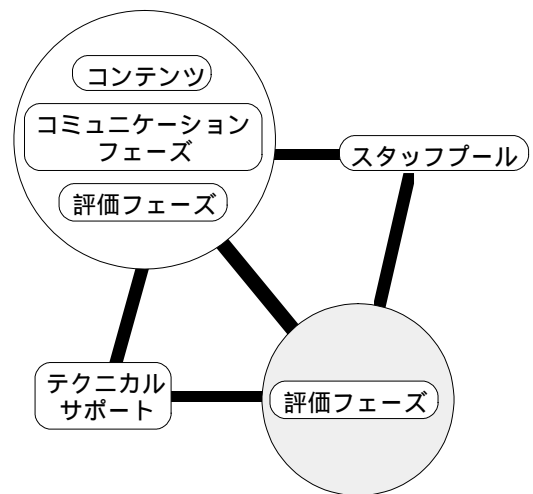 コンテンツ
コミュニケーション
フェーズ
評価フェーズ
スタッフプール
テクニカル
サポート
評価フェーズ